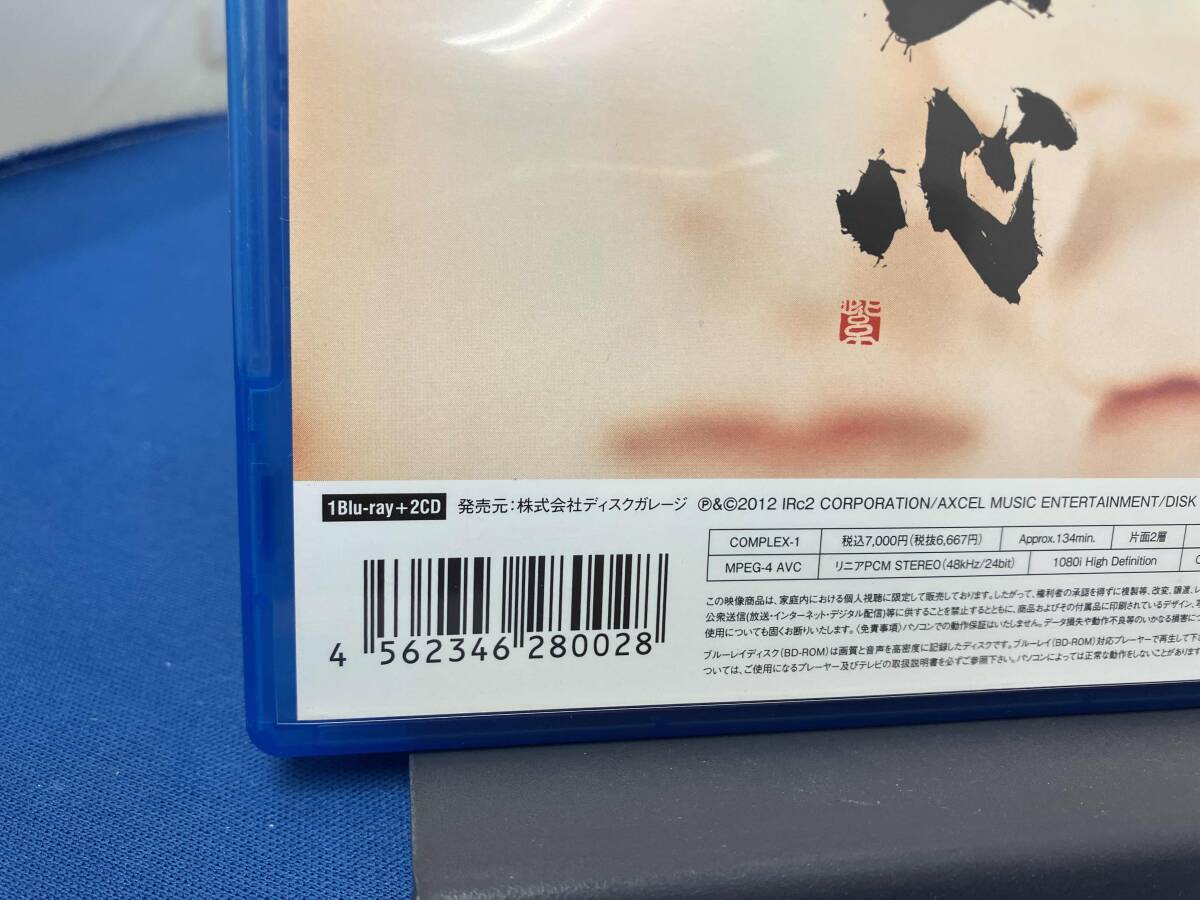 心
紫
1Blu-ray+2CD 発売元:株式会社ディスクガレージ ℗&©2012 IRc2 CORPORATION/AXCEL MUSIC ENTERTAINMENT/DISK
COMPLEX-1 税込7,000円(税抜6,667円) Approx.134min. 片面2層
MPEG-4 AVC リニアPCM STEREO(48kHz/24bit) 1080i High Definition
この映像商品は、家庭内における個人視聴に限定して販売しております。したがって、権利者の承諾を得ずに複製等、改変、譲渡、レ
公衆送信(放送・インターネット・デジタル配信)等に供することを禁止するとともに、商品およびその付属品に印刷されているデザイン、
使用についても固くお断りいたします。〈免責事項〉パソコンでの動作保証はいたしません。データ損失や動作不良等のいかなる損害に
ブルーレイディスク(BD-ROM)は画質と音声を高密度に記録したディスクです。ブルーレイ(BD-ROM)対応プレーヤーで再生して下
ついては、ご使用になるプレーヤー及びテレビの取扱説明書を必ずご参照下さい。パソコンによっては正常な動作をしないことがあります
4 562346 280028